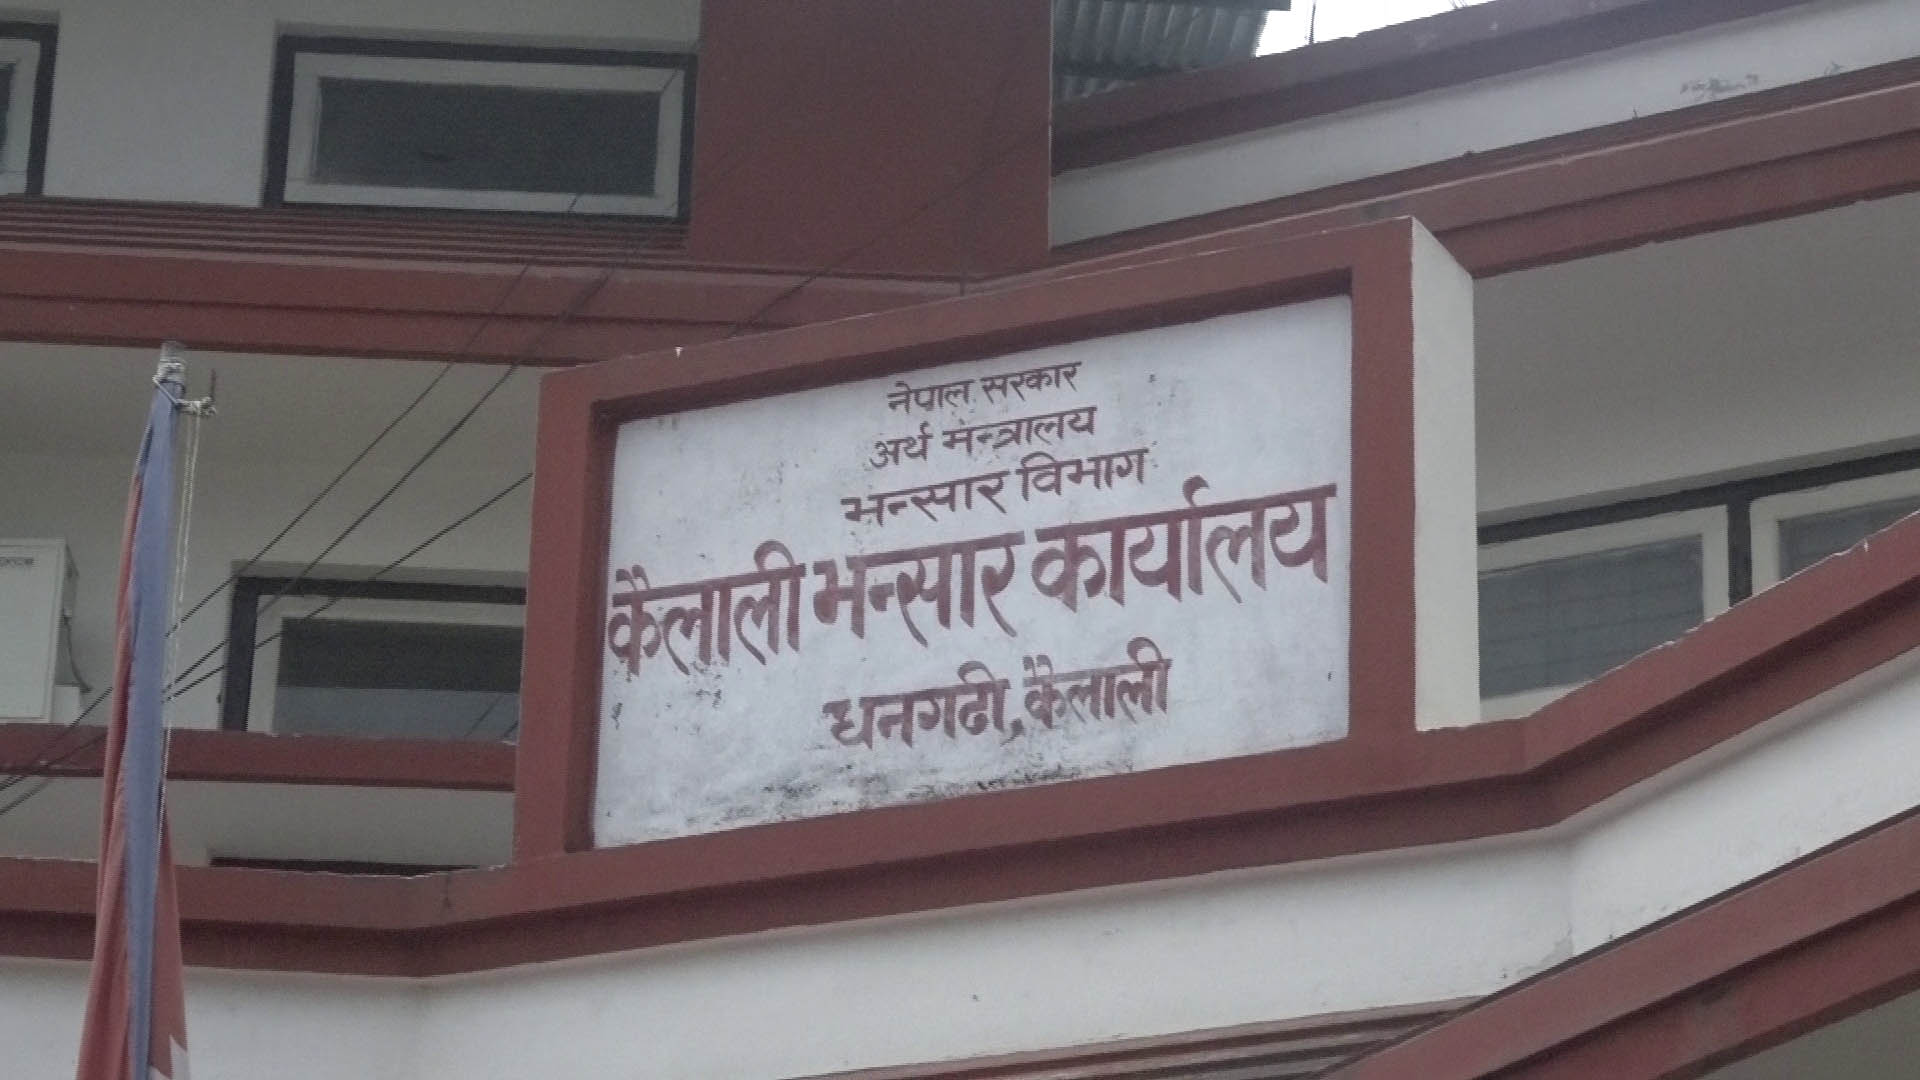 नेपाल सरकार
अर्थ मन्त्रालय
भन्सार विभाग
कैलाली भन्सार कार्यालय
धनगढी, कैलाली